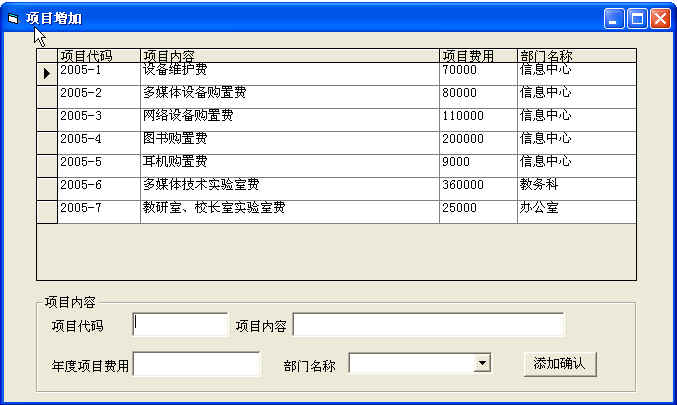 项目增加
项目代码 项目内容 项目费用 部门名称
2005-1 设备维护费 70000 信息中心
2005-2 多媒体设备购置费 80000 信息中心
2005-3 网络设备购置费 110000 信息中心
2005-4 图书购置费 200000 信息中心
2005-5 耳机购置费 9000 信息中心
2005-6 多媒体技术实验室费 360000 教务科
2005-7 教研室、校长室实验室费 25000 办公室
项目内容
项目代码 项目内容
年度项目费用 部门名称 添加确认